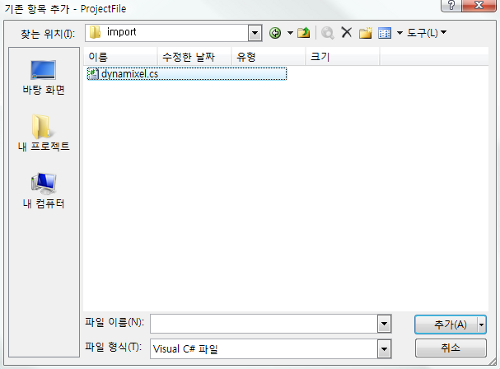 기존 항목 추가 - ProjectFile
찾는 위치(I): import 도구(L)
이름 수정한 날짜 유형 크기
dynamixel.cs
바탕 화면
내 프로젝트
내 컴퓨터
파일 이름(N): 추가(A)
파일 형식(T): Visual C# 파일 취소